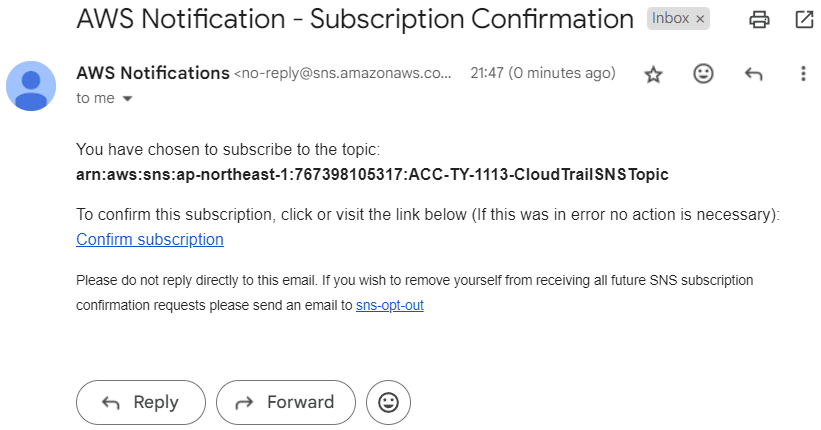 AWS Notification - Subscription Confirmation Inbox ×
AWS Notifications <no-reply@sns.amazonaws.co... 21:47 (0 minutes ago)
to me
You have chosen to subscribe to the topic:
arn:aws:sns:ap-northeast-1:767398105317:ACC-TY-1113-CloudTrailSNSTopic
To confirm this subscription, click or visit the link below (If this was in error no action is necessary):
Confirm subscription
Please do not reply directly to this email. If you wish to remove yourself from receiving all future SNS subscription
confirmation requests please send an email to sns-opt-out
Reply Forward